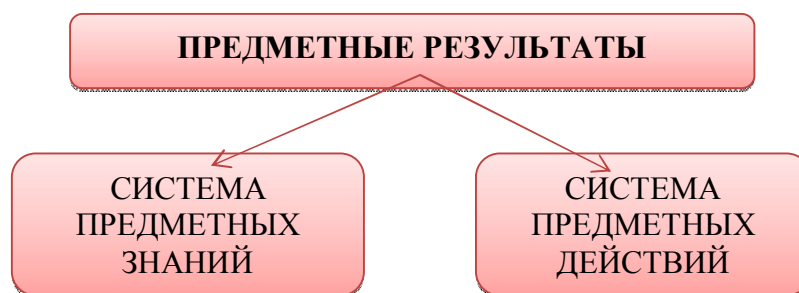 ПРЕДМЕТНЫЕ РЕЗУЛЬТАТЫ
СИСТЕМА
ПРЕДМЕТНЫХ
ЗНАНИЙ
СИСТЕМА
ПРЕДМЕТНЫХ
ДЕЙСТВИЙ